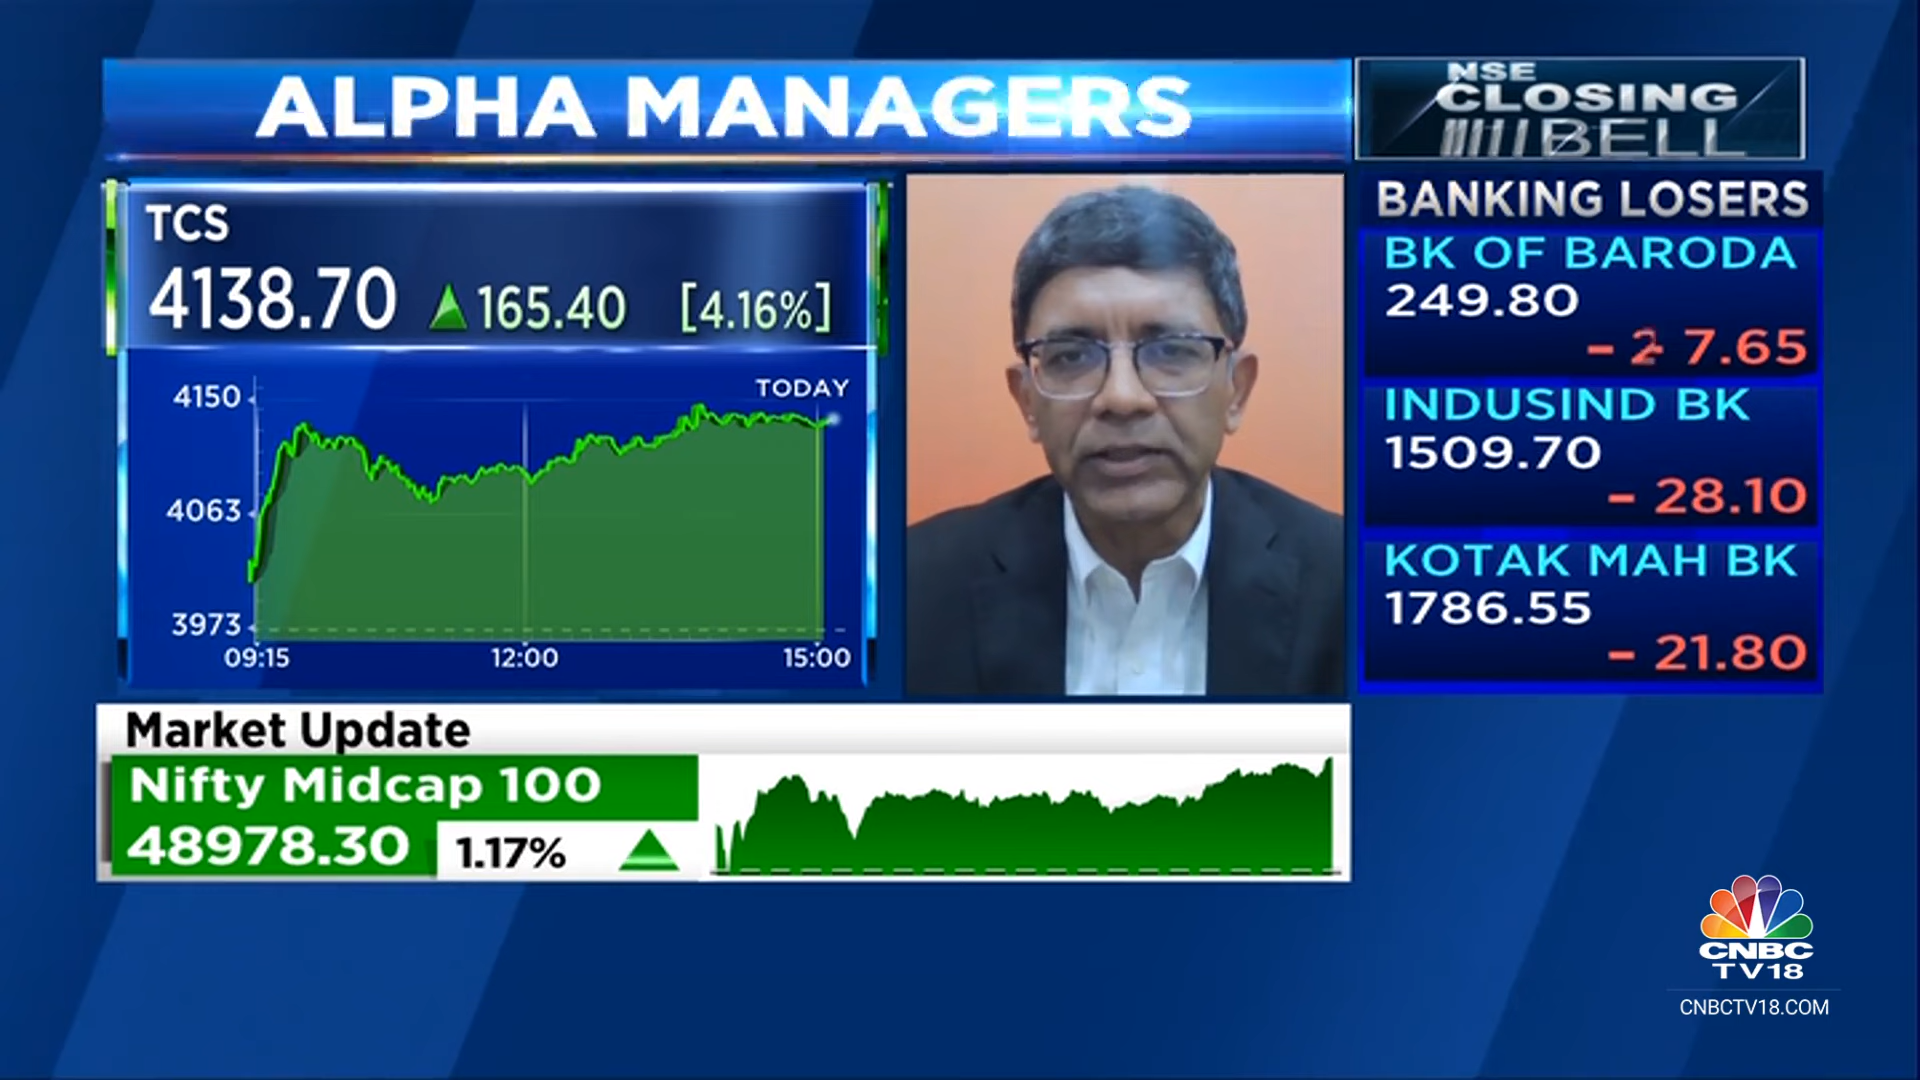 ALPHA MANAGERS
NSE
CLOSING
BELL
TCS
4138.70 165.40 [4.16%]
TODAY
4150
4063
3973
09:15 12:00 15:00
BANKING LOSERS
BK OF BARODA
249.80
- 7.65
INDUSIND BK
1509.70
- 28.10
KOTAK MAH BK
1786.55
- 21.80
Market Update
Nifty Midcap 100
48978.30 1.17%
CNBC
TV18
CNBCTV18.COM